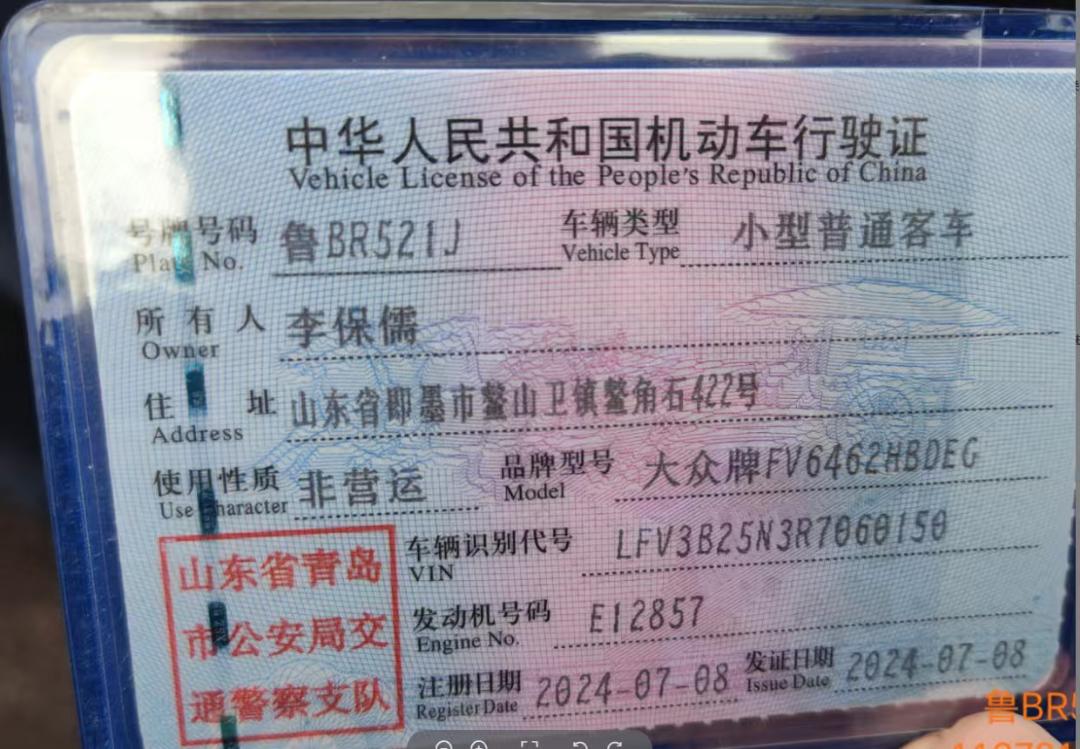 中华人民共和国机动车行驶证
Vehicle License of the People's Republic of China
号牌号码 鲁BR521J 车辆类型 小型普通客车
Plate No. Vehicle Type
所有人 李保儒
Owner
住址 山东省即墨市鳌山卫镇鳌角石422号
Address
使用性质 非营运 品牌型号 大众牌FV6462HBDEG
Use Character Model
车辆识别代号 LFV3B25N3R7060150
VIN
发动机号码 E12857
Engine No.
注册日期 2024-07-08 发证日期 2024-07-08
Register Date Issue Date
山东省青岛
市公安局交
通警察支队
鲁BR5